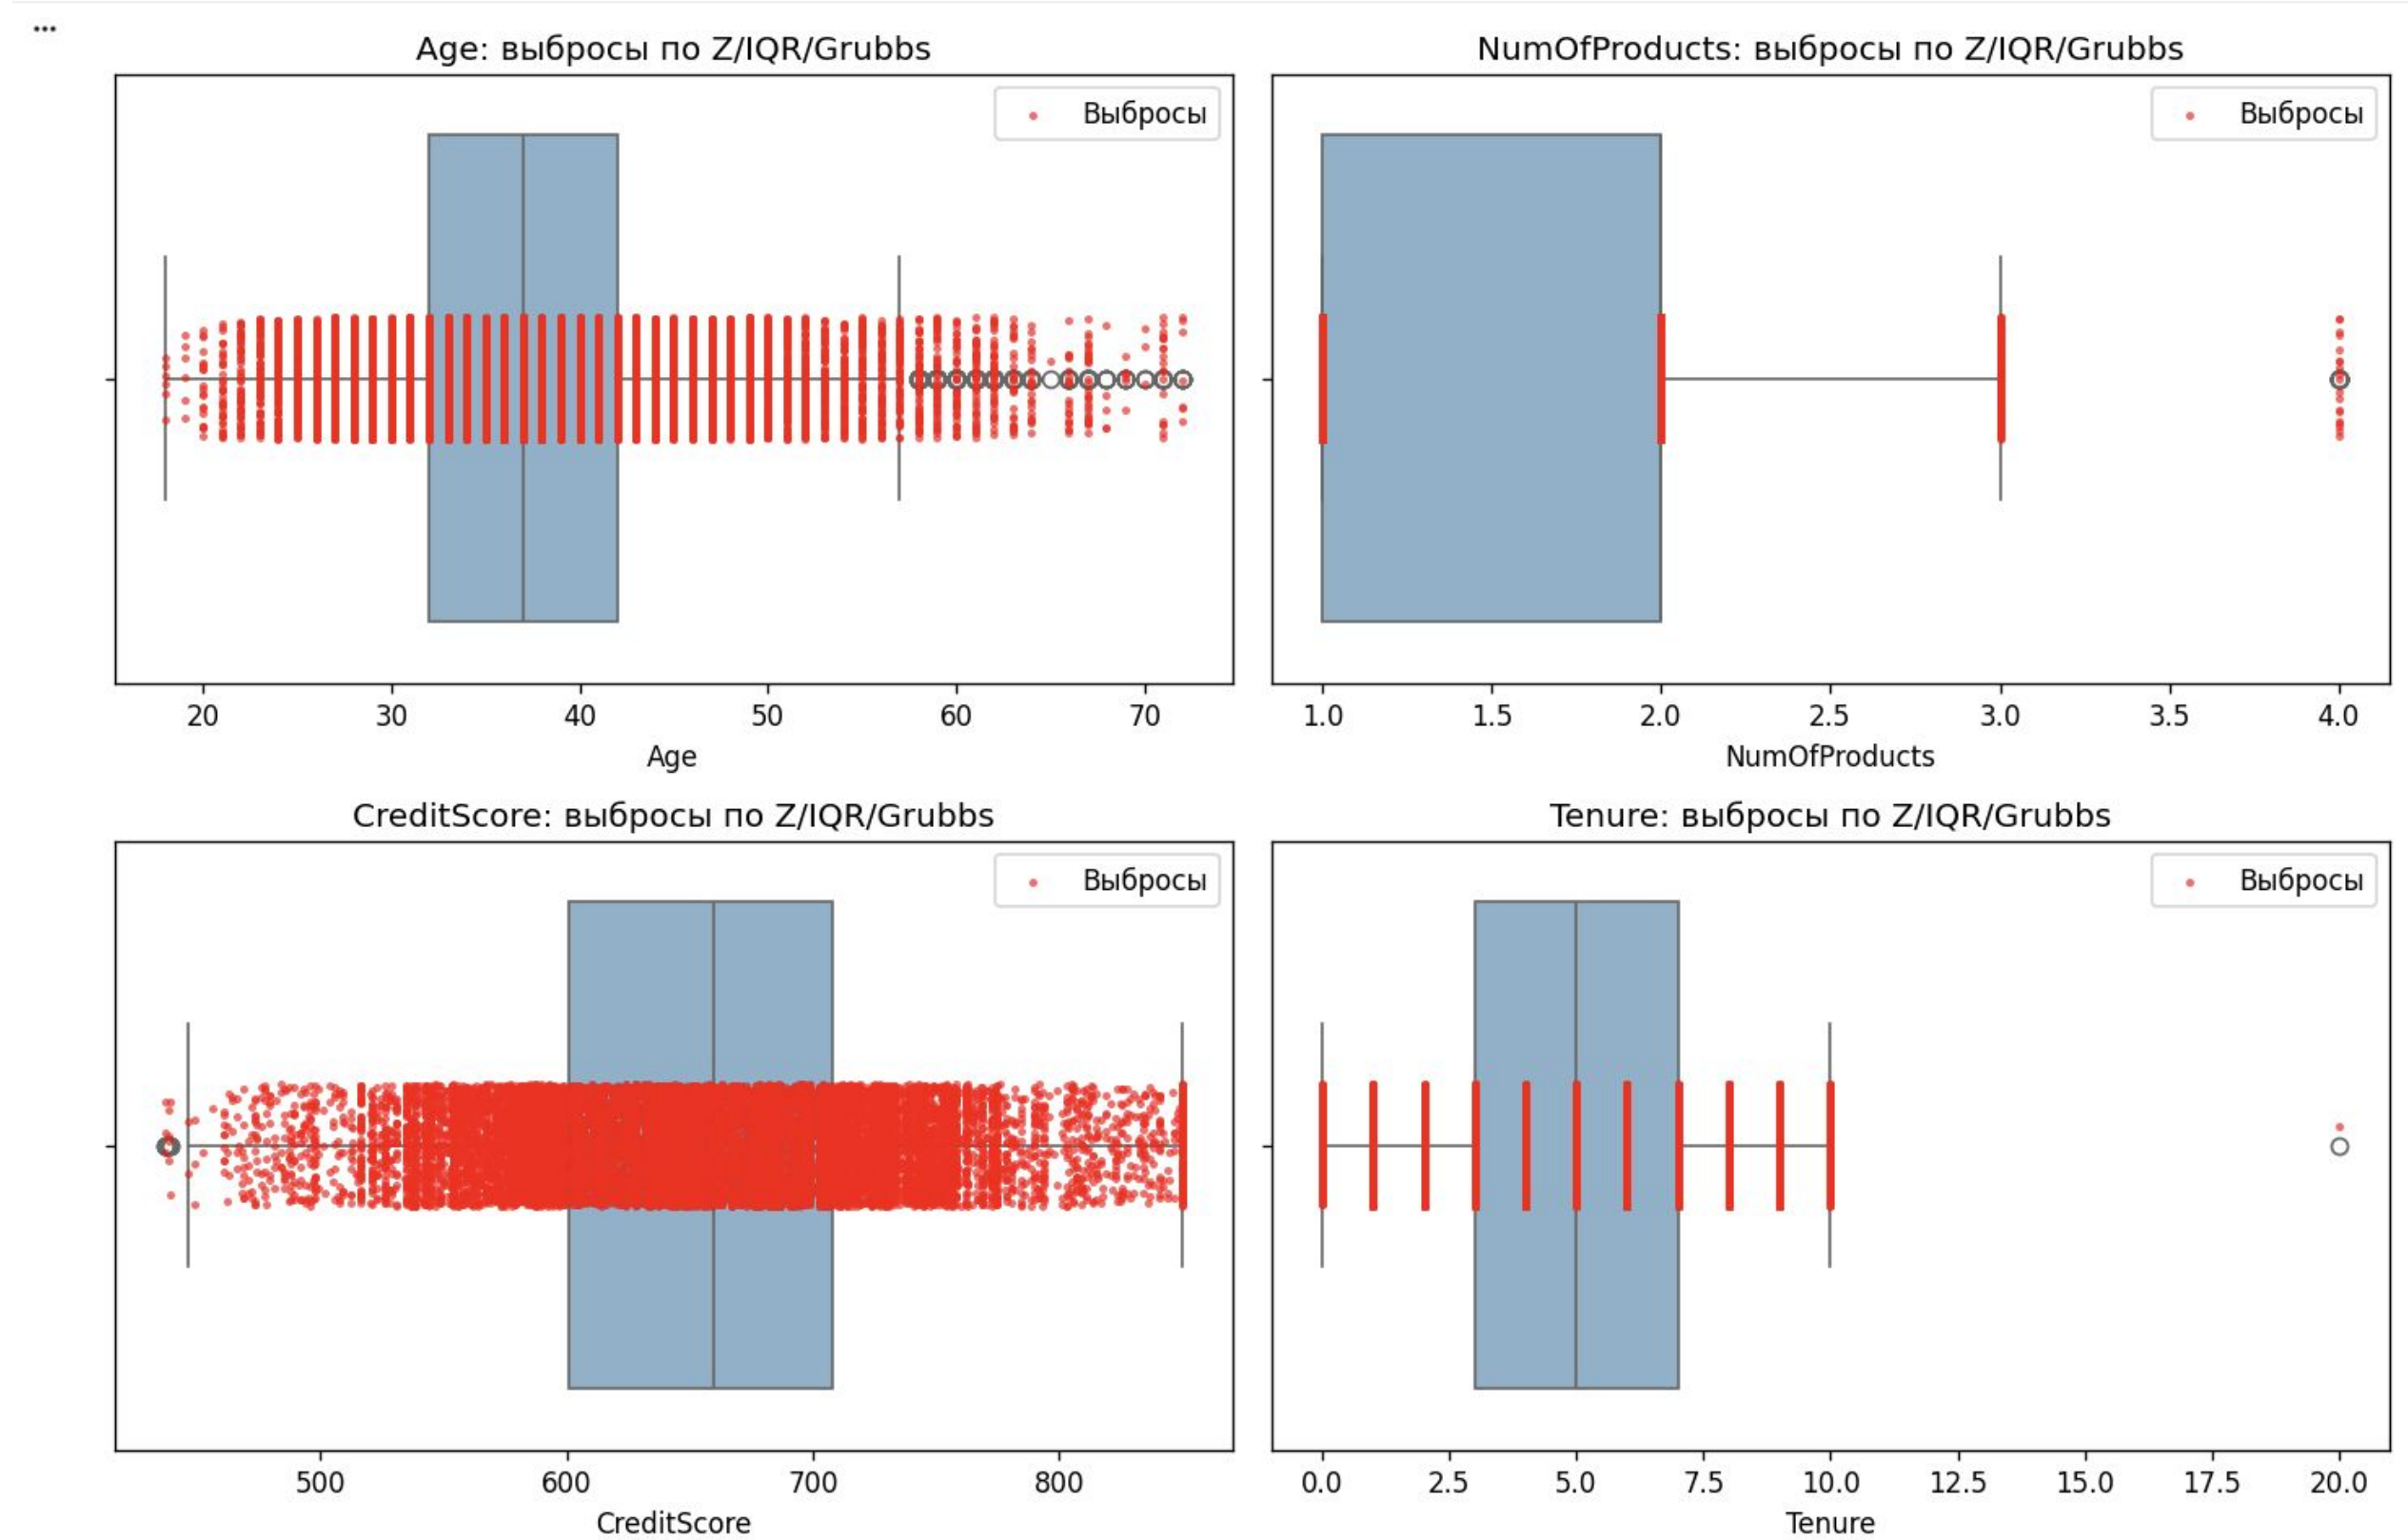 ...
Age: выбросы по Z/IQR/Grubbs
Выбросы
20 30 40 50 60 70
Age
NumOfProducts: выбросы по Z/IQR/Grubbs
Выбросы
1.0 1.5 2.0 2.5 3.0 3.5 4.0
NumOfProducts
CreditScore: выбросы по Z/IQR/Grubbs
Выбросы
500 600 700 800
CreditScore
Tenure: выбросы по Z/IQR/Grubbs
Выбросы
0.0 2.5 5.0 7.5 10.0 12.5 15.0 17.5 20.0
Tenure